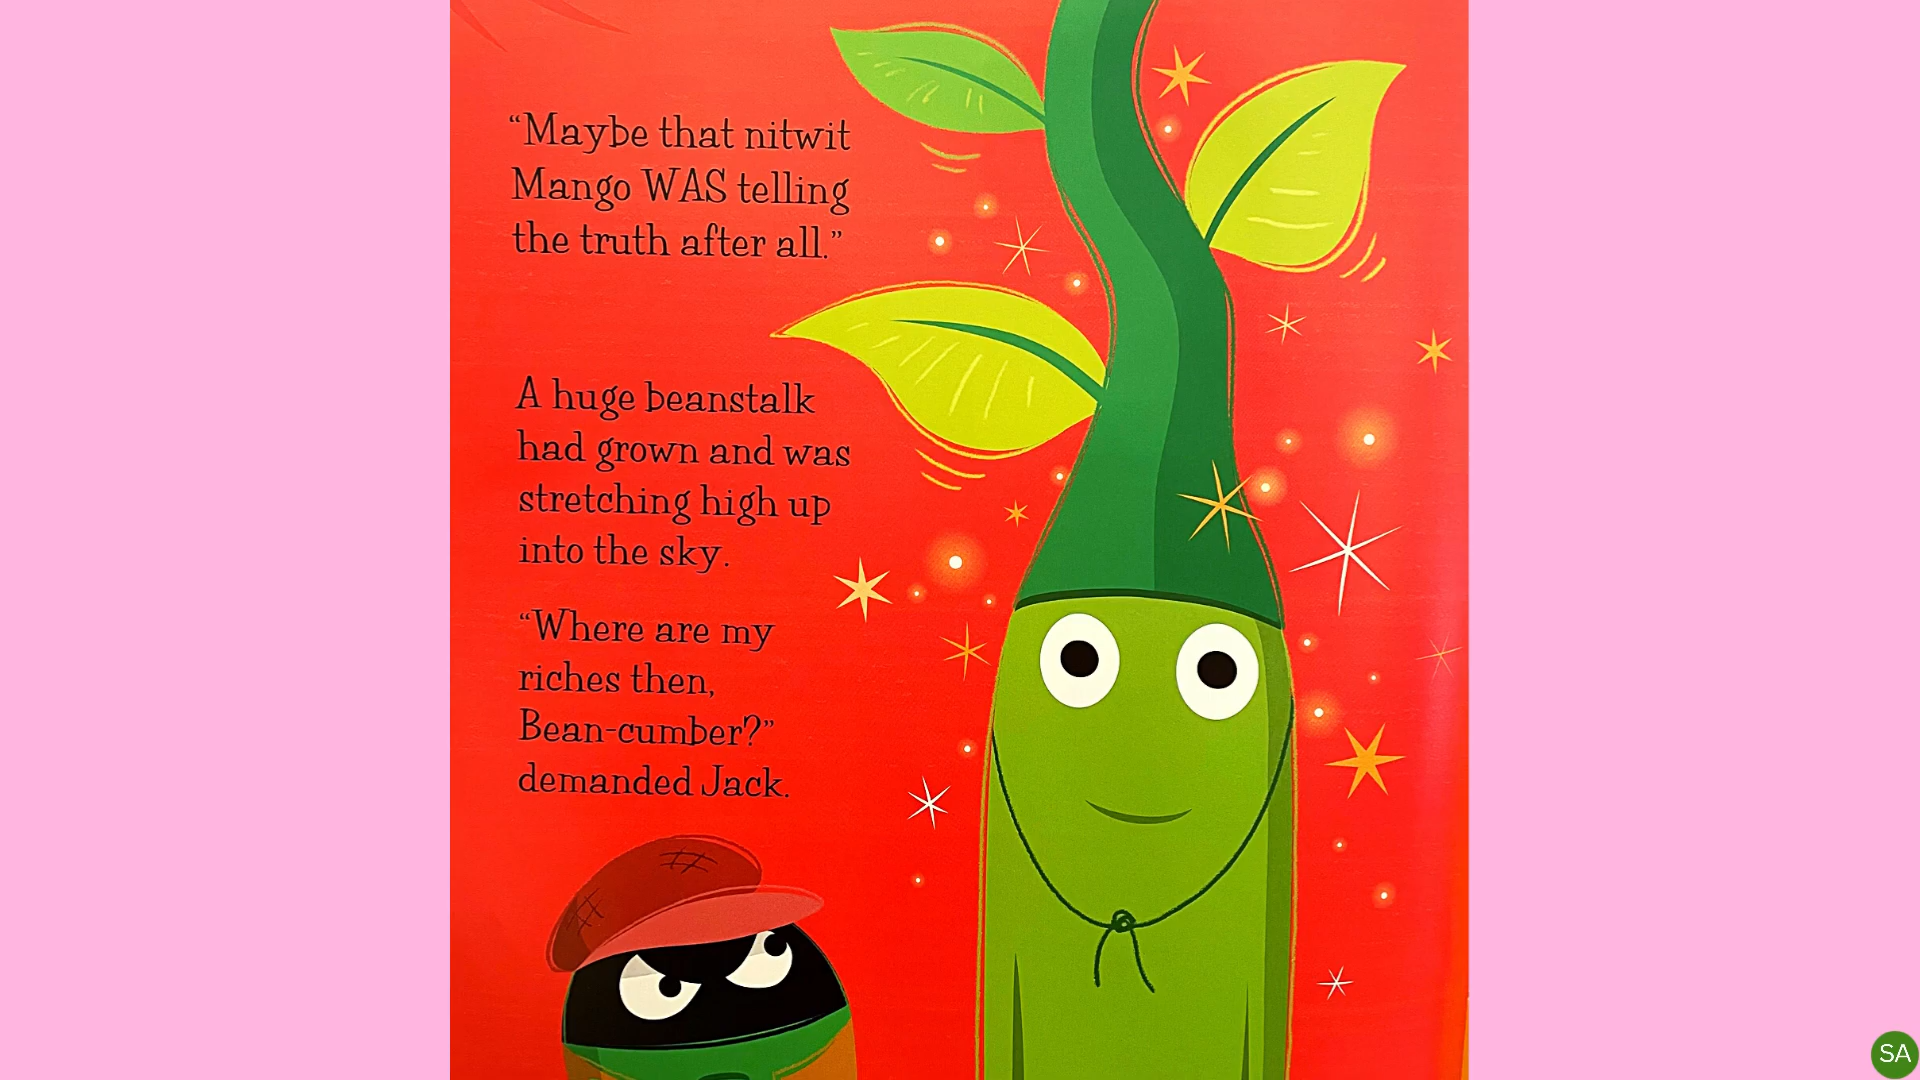 “Maybe that nitwit
Mango WAS telling
the truth after all.”
A huge beanstalk
had grown and was
stretching high up
into the sky.
“Where are my
riches then,
Bean-cumber?”
demanded Jack.
SA